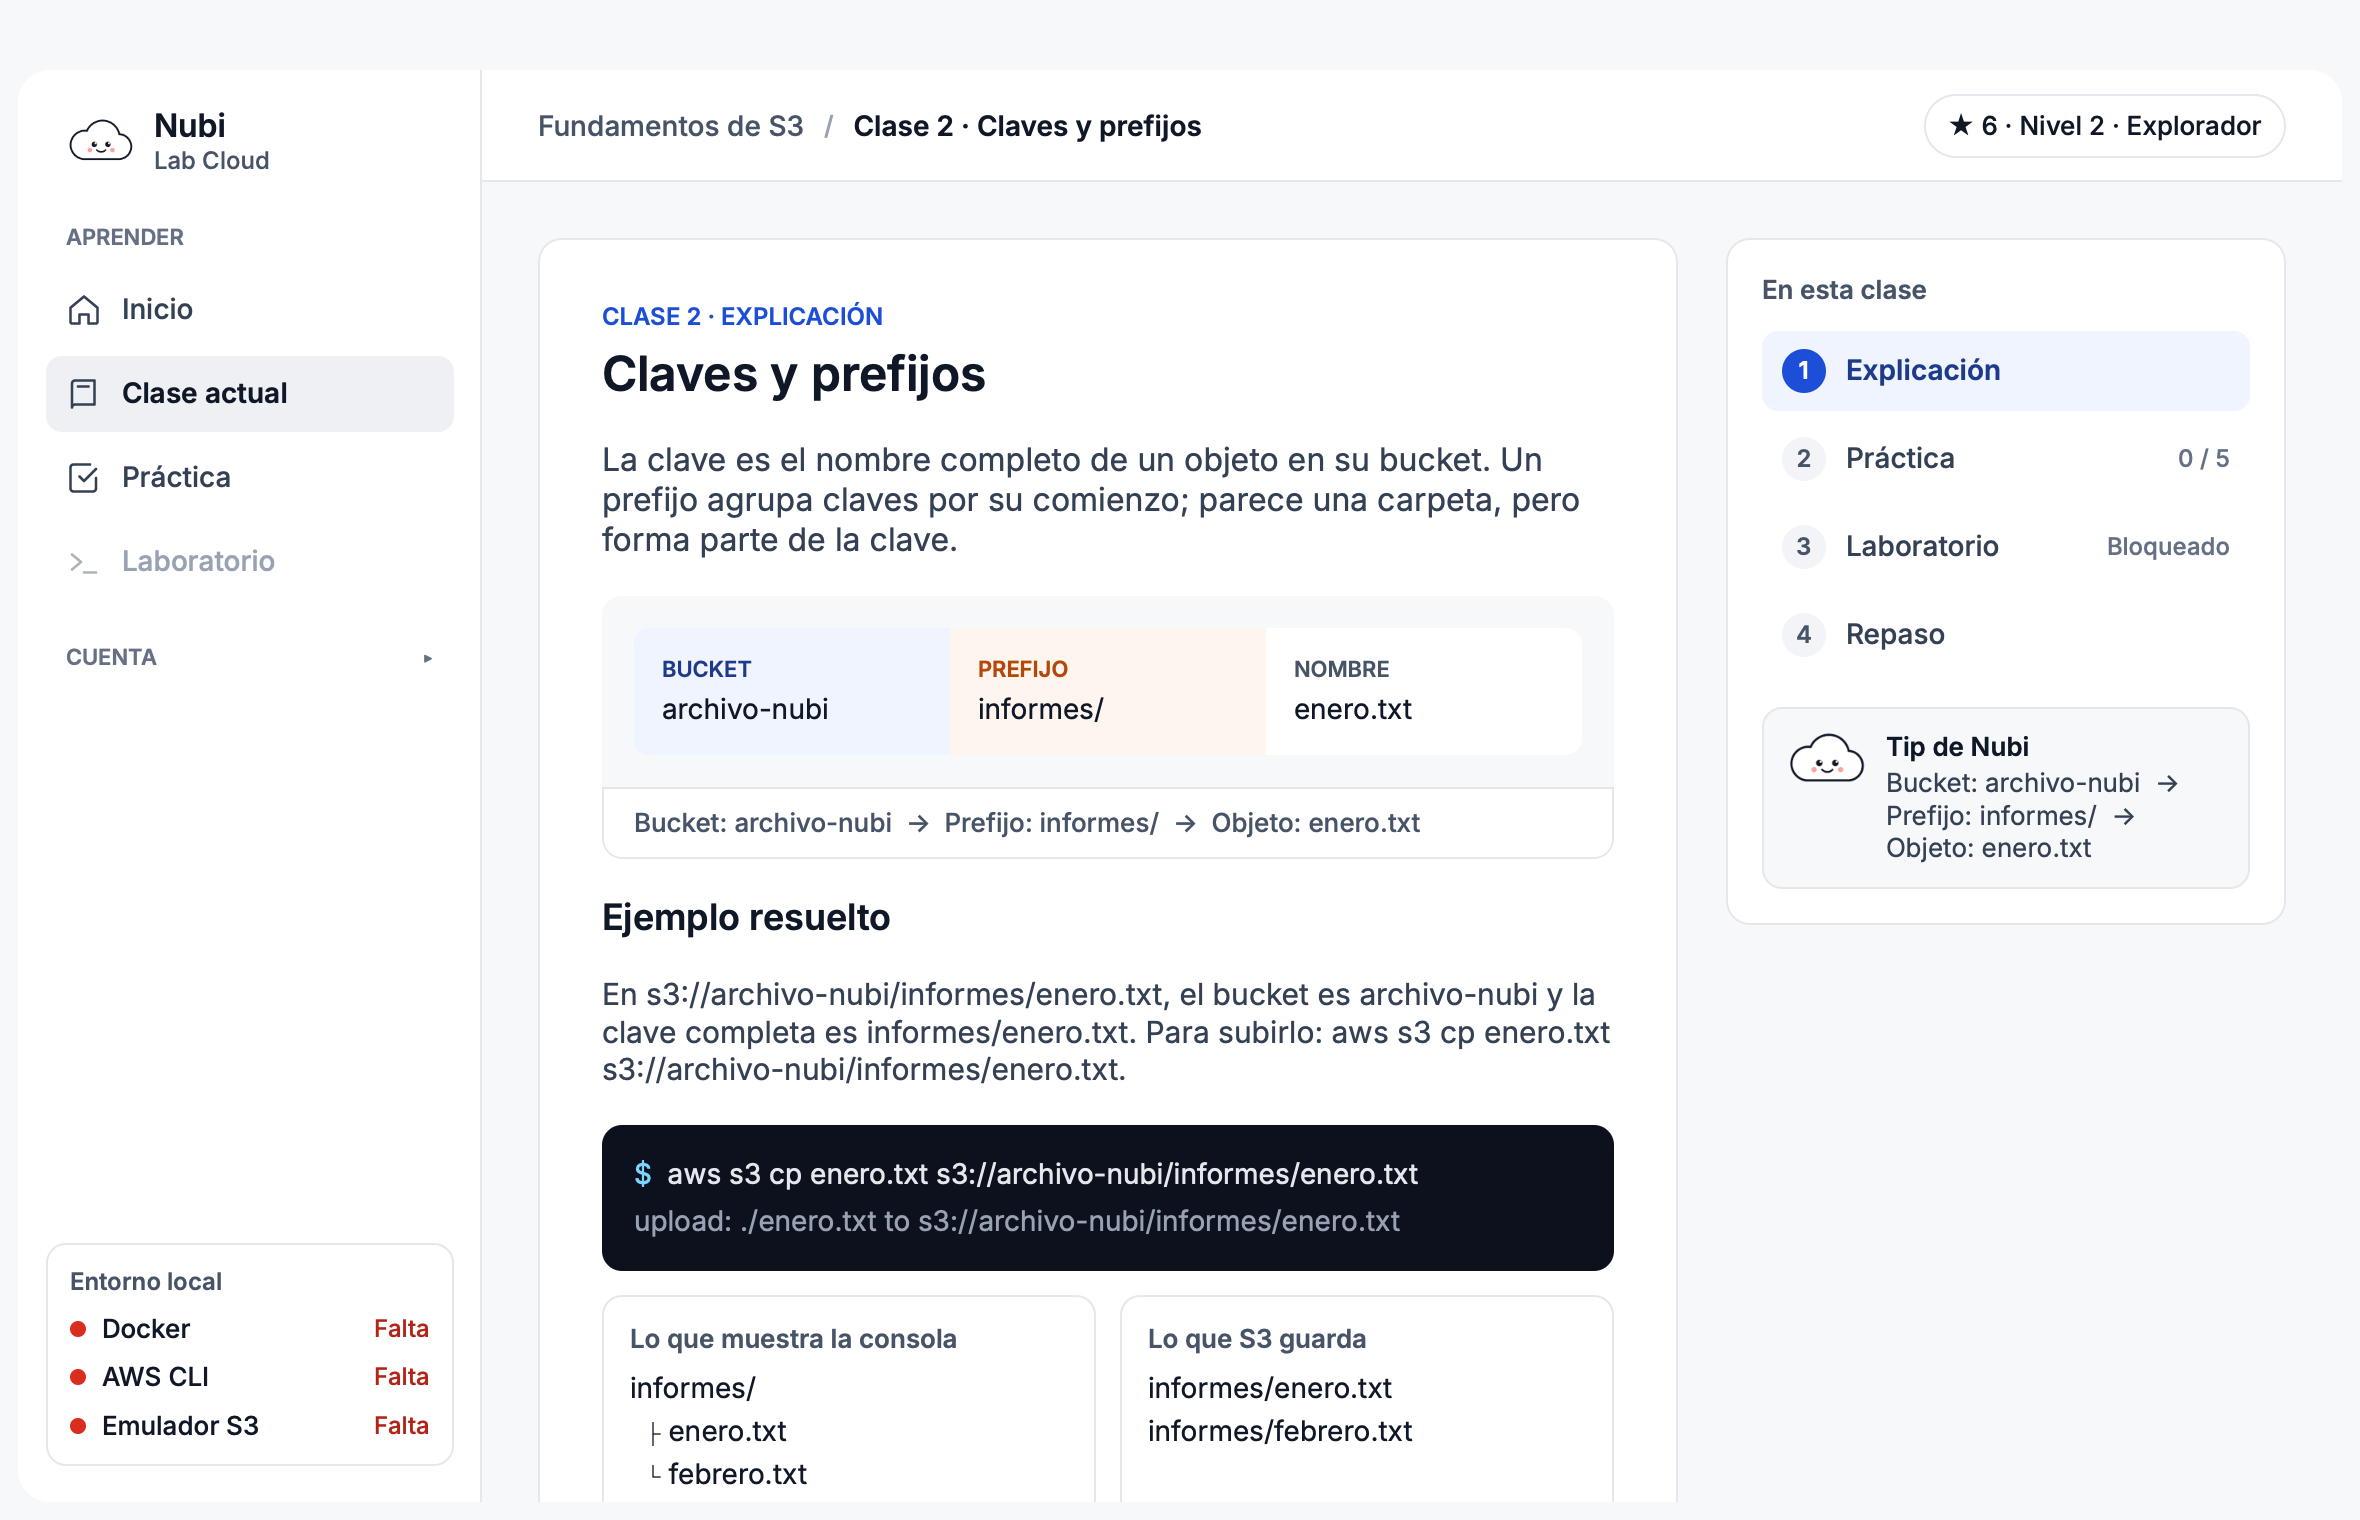 Nubi
Lab Cloud
APRENDER
Inicio
Clase actual
Práctica
>_ Laboratorio
CUENTA ▸
Entorno local
Docker Falta
AWS CLI Falta
Emulador S3 Falta
Fundamentos de S3 / Clase 2 · Claves y prefijos
★ 6 · Nivel 2 · Explorador
CLASE 2 · EXPLICACIÓN
Claves y prefijos
La clave es el nombre completo de un objeto en su bucket. Un
prefijo agrupa claves por su comienzo; parece una carpeta, pero
forma parte de la clave.
BUCKET
archivo-nubi
PREFIJO
informes/
NOMBRE
enero.txt
Bucket: archivo-nubi → Prefijo: informes/ → Objeto: enero.txt
Ejemplo resuelto
En s3://archivo-nubi/informes/enero.txt, el bucket es archivo-nubi y la
clave completa es informes/enero.txt. Para subirlo: aws s3 cp enero.txt
s3://archivo-nubi/informes/enero.txt.
$ aws s3 cp enero.txt s3://archivo-nubi/informes/enero.txt
upload: ./enero.txt to s3://archivo-nubi/informes/enero.txt
Lo que muestra la consola
informes/
├ enero.txt
└ febrero.txt
Lo que S3 guarda
informes/enero.txt
informes/febrero.txt
En esta clase
1 Explicación
2 Práctica 0 / 5
3 Laboratorio Bloqueado
4 Repaso
Tip de Nubi
Bucket: archivo-nubi →
Prefijo: informes/ →
Objeto: enero.txt